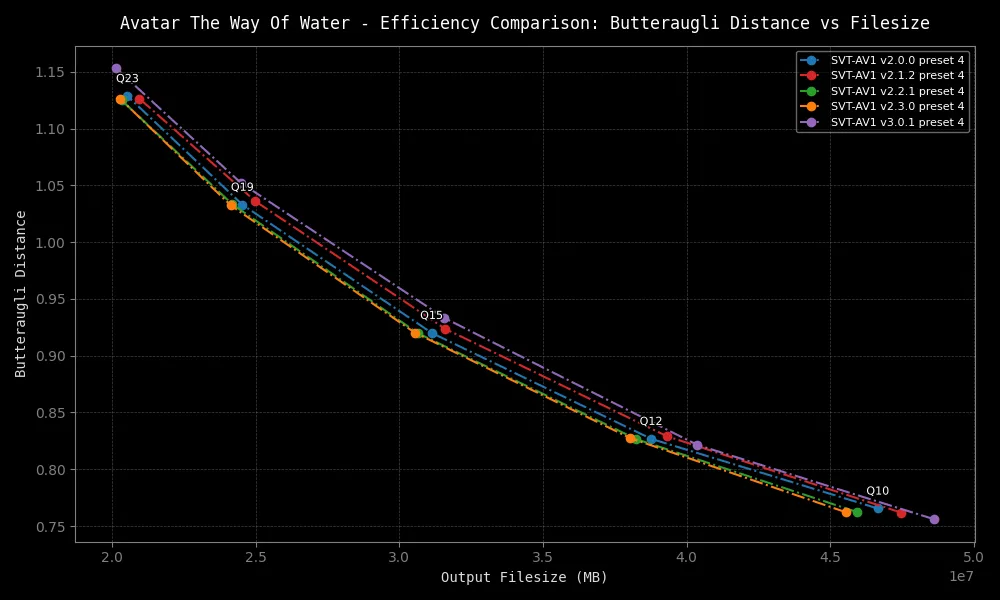 Avatar The Way Of Water - Efficiency Comparison: Butteraugli Distance vs Filesize
SVT-AV1 v2.0.0 preset 4
SVT-AV1 v2.1.2 preset 4
SVT-AV1 v2.2.1 preset 4
SVT-AV1 v2.3.0 preset 4
SVT-AV1 v3.0.1 preset 4
Butteraugli Distance
1.15
1.10
1.05
1.00
0.95
0.90
0.85
0.80
0.75
Q23
Q19
Q15
Q12
Q10
2.0 2.5 3.0 3.5 4.0 4.5 5.0
1e7
Output Filesize (MB)